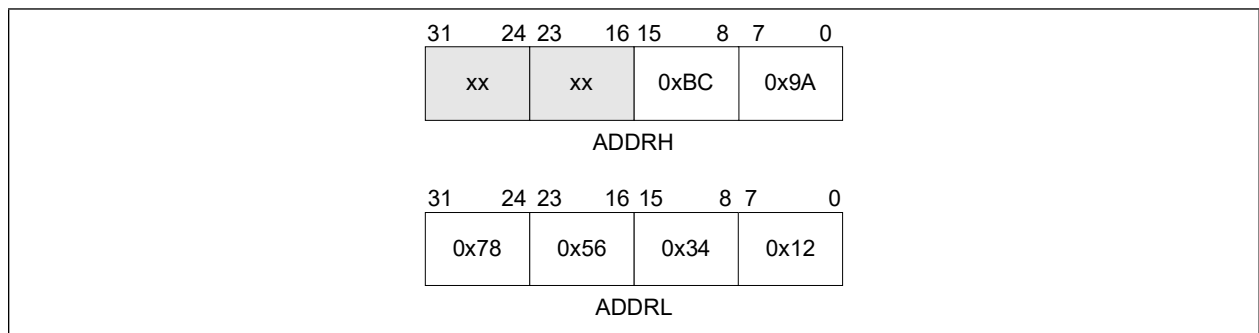 31 24 23 16 15 8 7 0
xx xx 0xBC 0x9A
ADDRH
31 24 23 16 15 8 7 0
0x78 0x56 0x34 0x12
ADDRL